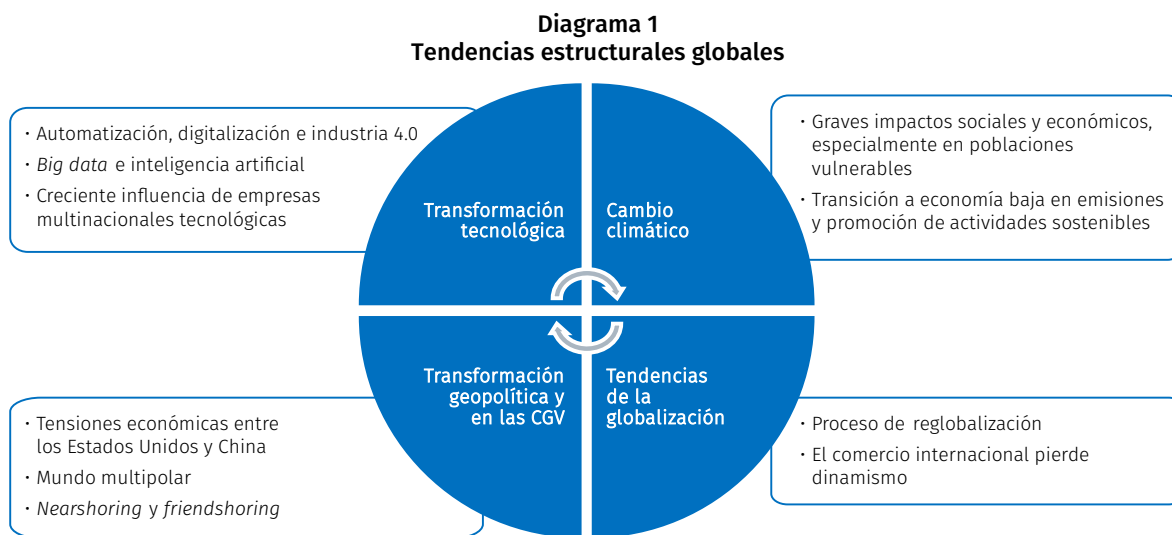 Diagrama 1
Tendencias estructurales globales
· Automatización, digitalización e industria 4.0
· Big data e inteligencia artificial
· Creciente influencia de empresas
multinacionales tecnológicas
Transformación
tecnológica
Cambio
climático
· Graves impactos sociales y económicos,
especialmente en poblaciones
vulnerables
· Transición a economía baja en emisiones
y promoción de actividades sostenibles
· Tensiones económicas entre
los Estados Unidos y China
· Mundo multipolar
· Nearshoring y friendshoring
Transformación
geopolítica y
en las CGV
Tendencias
de la
globalización
· Proceso de reglobalización
· El comercio internacional pierde
dinamismo